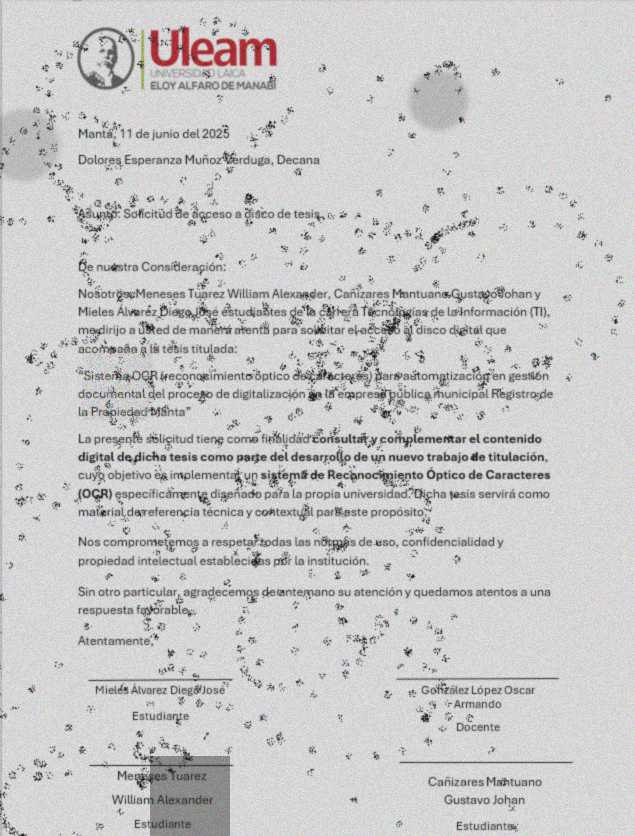 Uleam
UNIVERSIDAD LAICA
ELOY ALFARO DE MANABÍ
Manta, 11 de junio del 2025
Dolores Esperanza Muñoz Verduga, Decana
Asunto: Solicitud de acceso a disco de tesis.
De nuestra Consideración:
Nosotros, Meneses Tuarez William Alexander, Cañizares Mantuano Gustavo Johan y
Mieles Álvarez Diego José estudiantes de la carrera Tecnologías de la Información (TI),
me dirijo a usted de manera atenta para solicitar el acceso al disco digital que
acompaña a la tesis titulada:
"Sistema OCR (reconocimiento óptico de caracteres) para automatización en gestión
documental del proceso de digitalización en la empresa pública municipal Registro de
la Propiedad Manta"
La presente solicitud tiene como finalidad consultar y complementar el contenido
digital de dicha tesis como parte del desarrollo de un nuevo trabajo de titulación,
cuyo objetivo es implementar un sistema de Reconocimiento Óptico de Caracteres
(OCR) específicamente diseñado para la propia universidad. Dicha tesis servirá como
material de referencia técnica y contextual para este propósito.
Nos comprometemos a respetar todas las normas de uso, confidencialidad y
propiedad intelectual establecidas por la institución.
Sin otro particular, agradecemos de antemano su atención y quedamos atentos a una
respuesta favorable.
Atentamente,
Mieles Álvarez Diego José
Estudiante
González López Oscar
Armando
Docente
Meneses Tuarez
William Alexander
Estudiante
Cañizares Mantuano
Gustavo Johan
Estudiante